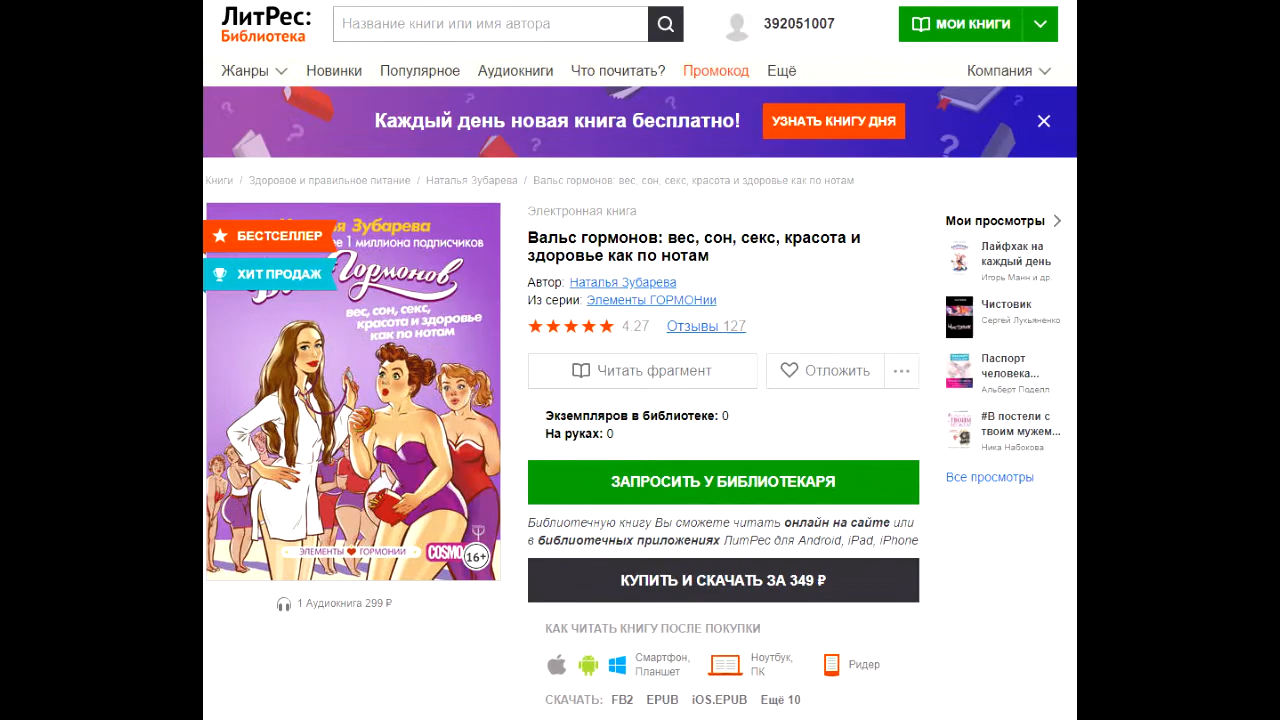 ЛитРес:
Библиотека
Название книги или имя автора
392051007
МОИ КНИГИ
Жанры
Новинки
Популярное
Аудиокниги
Что почитать?
Промокод
Ещё
Компания
Каждый день новая книга бесплатно!
УЗНАТЬ КНИГУ ДНЯ
Книги / Здоровое и правильное питание / Наталья Зубарева / Вальс гормонов: вес, сон, секс, красота и здоровье как по нотам
Зубарева
БЕСТСЕЛЛЕР
1 миллиона подписчиков
ХИТ ПРОДАЖ
Гормонов
вес, сон, секс,
красота и здоровье
как по нотам
ЭЛЕМЕНТЫ ГОРМОНИИ
COSMO
16+
1 Аудиокнига 299 ₽
Электронная книга
Вальс гормонов: вес, сон, секс, красота и
здоровье как по нотам
Автор: Наталья Зубарева
Из серии: Элементы ГОРМОНии
4.27 Отзывы 127
Читать фрагмент
Отложить
Экземпляров в библиотеке: 0
На руках: 0
ЗАПРОСИТЬ У БИБЛИОТЕКАРЯ
Библиотечную книгу Вы сможете читать онлайн на сайте или
в библиотечных приложениях ЛитРес для Android, iPad, iPhone
КУПИТЬ И СКАЧАТЬ ЗА 349 ₽
КАК ЧИТАТЬ КНИГУ ПОСЛЕ ПОКУПКИ
Смартфон,
Планшет
Ноутбук,
ПК
Ридер
СКАЧАТЬ: FB2 EPUB iOS.EPUB Ещё 10
Мои просмотры
Лайфхак на
каждый день
Игорь Манн и др.
Чистовик
Сергей Лукьяненко
Паспорт
человека...
Альберт Поделл
#В постели с
твоим мужем...
Ника Набокова
Все просмотры